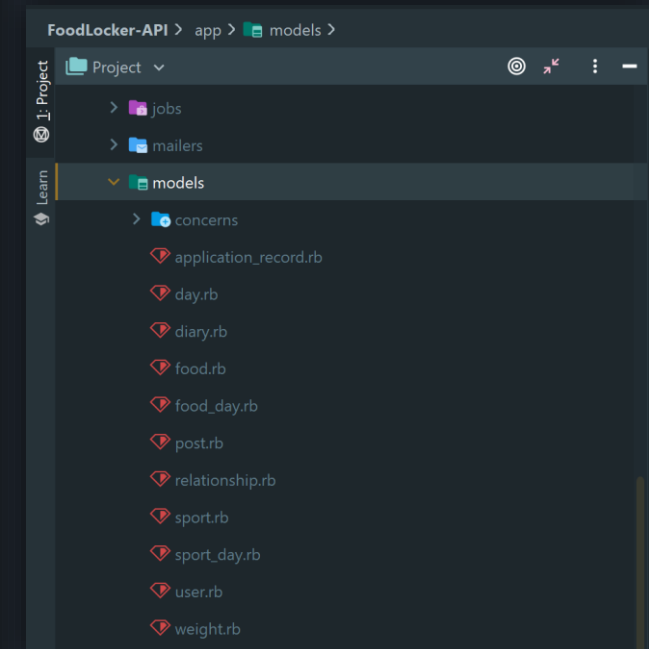 FoodLocker-API > app > models >
Project
1: Project
Learn
jobs
mailers
models
concerns
application_record.rb
day.rb
diary.rb
food.rb
food_day.rb
post.rb
relationship.rb
sport.rb
sport_day.rb
user.rb
weight.rb